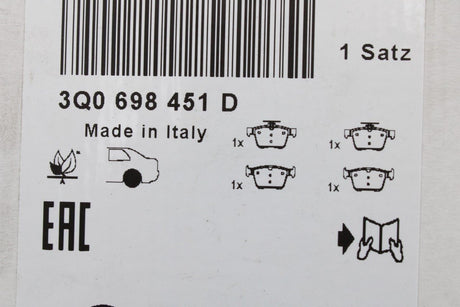 1 Satz
3Q0 698 451 D
Made in Italy
1x 1x
1x 1x
EAC